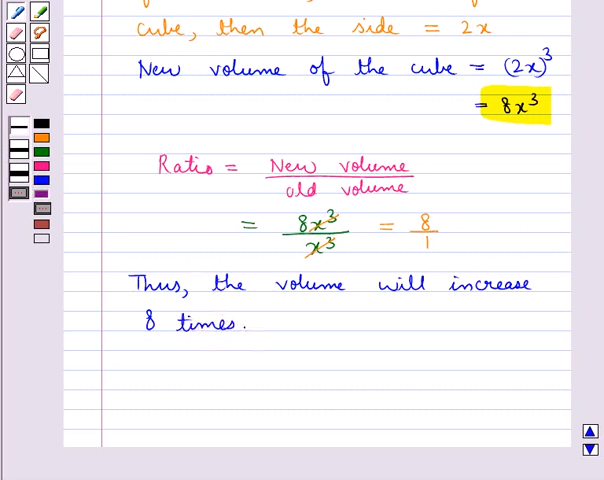 cube, then the side = 2x
New volume of the cube = (2x)³
= 8x³
Ratio = New volume / old volume
= 8x³ / x³ = 8 / 1
Thus, the volume will increase
8 times.